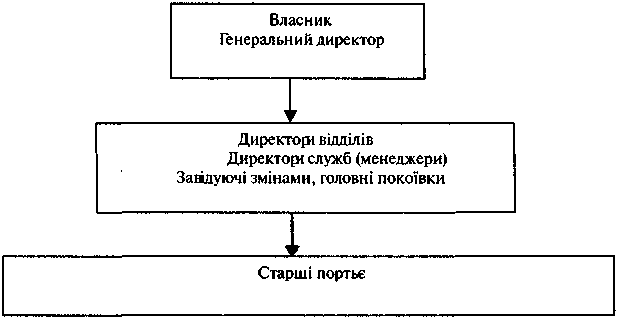 Власник
Генеральний директор
Директори відділів
Директори служб (менеджери)
Завідуючі змінами, головні покоївки
Старші портьє